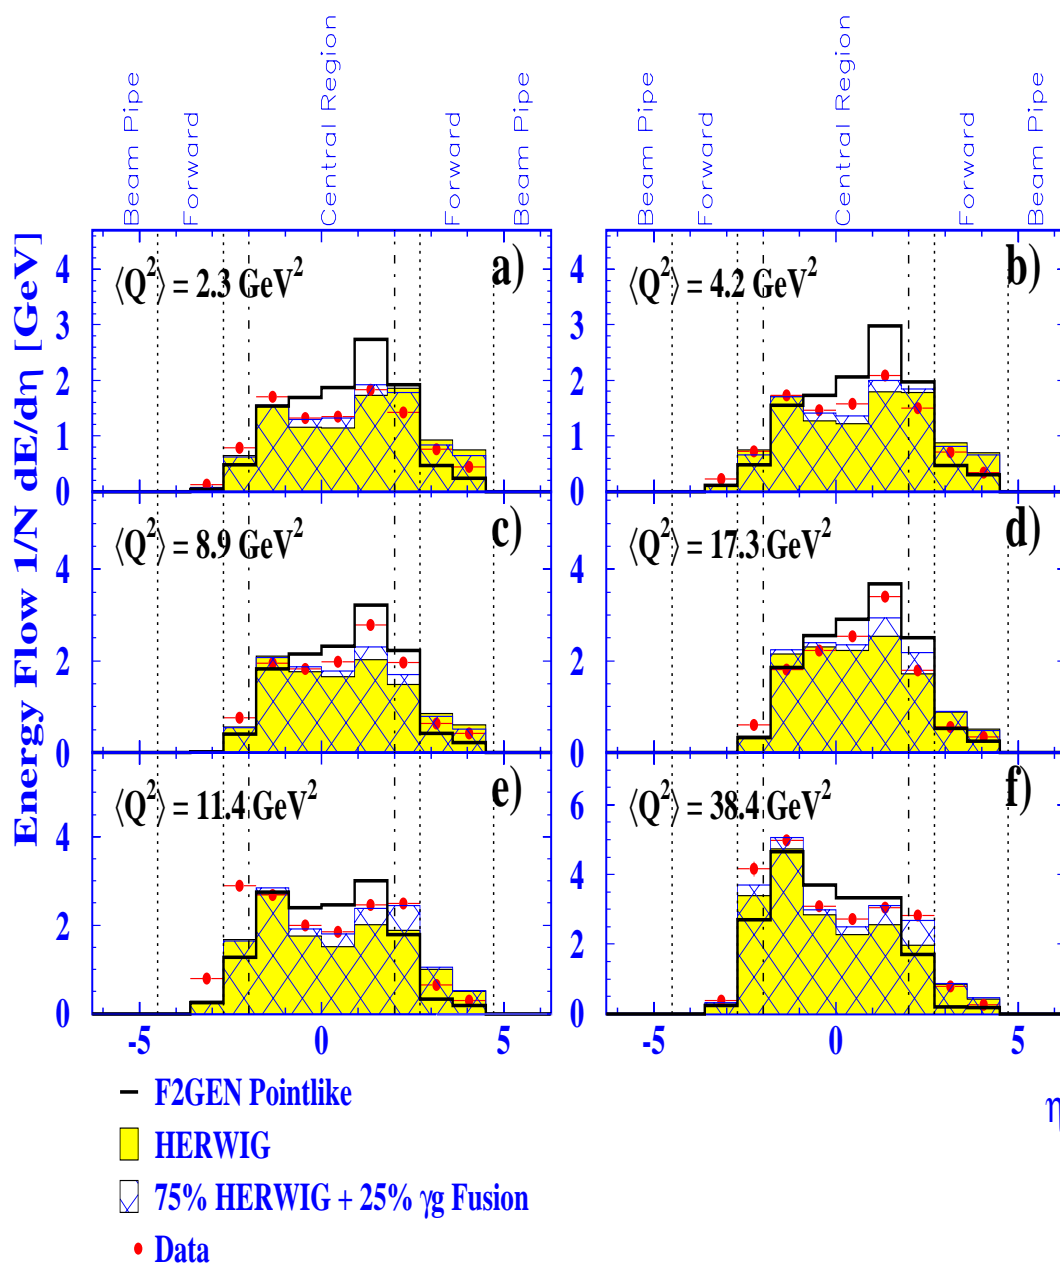 Beam Pipe
Forward
Central Region
Forward
Beam Pipe
Beam Pipe
Forward
Central Region
Forward
Beam Pipe
Energy Flow 1/N dE/dη [GeV]
⟨Q²⟩ = 2.3 GeV² a)
⟨Q²⟩ = 4.2 GeV² b)
4
3
2
1
0
4
3
2
1
0
⟨Q²⟩ = 8.9 GeV² c)
⟨Q²⟩ = 17.3 GeV² d)
4
2
0
4
2
0
⟨Q²⟩ = 11.4 GeV² e)
⟨Q²⟩ = 38.4 GeV² f)
4
2
0
6
4
2
0
-5 0 5
-5 0 5
η
F2GEN Pointlike
HERWIG
75% HERWIG + 25% γg Fusion
Data